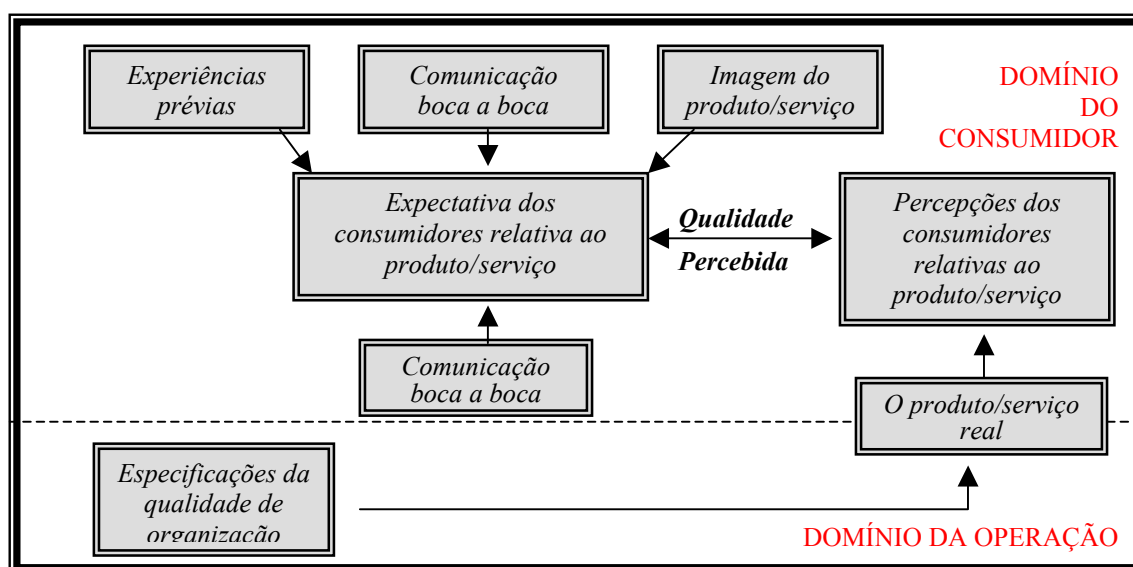 Experiências
prévias
Comunicação
boca a boca
Imagem do
produto/serviço
DOMÍNIO
DO
CONSUMIDOR
Expectativa dos
consumidores relativa ao
produto/serviço
Qualidade
Percebida
Percepções dos
consumidores
relativas ao
produto/serviço
Comunicação
boca a boca
O produto/serviço
real
Especificações da
qualidade de
organização
DOMÍNIO DA OPERAÇÃO